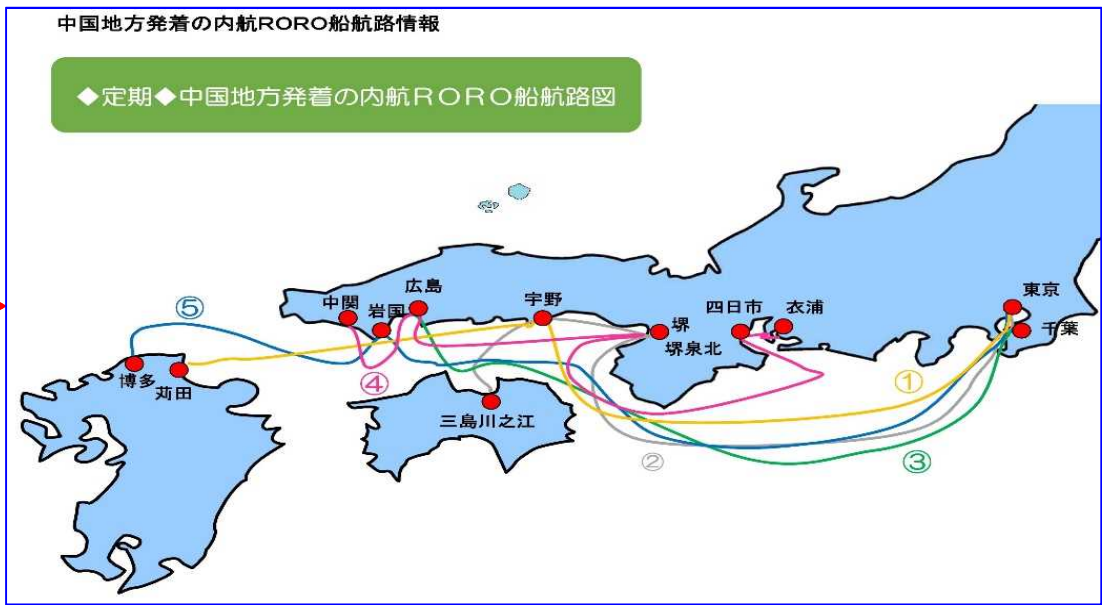 中国地方発着の内航RORO船航路情報
◆定期◆中国地方発着の内航RORO船航路図
広島
中関
岩国
宇野
四日市
衣浦
東京
⑤
堺
千葉
堺泉北
博多
苅田
④
①
三島川之江
②
③